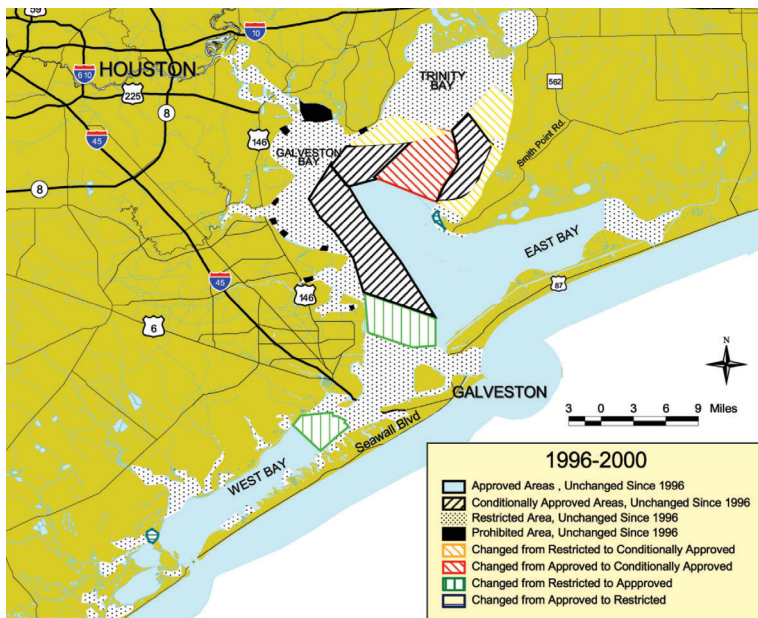 59
10
HOUSTON
610
225
8
TRINITY
BAY
562
45
146
GALVESTON
BAY
Smith Point Rd.
8
EAST BAY
45
146
87
6
N
GALVESTON
3 0 3 6 9 Miles
Seawall Blvd
WEST BAY
1996-2000
Approved Areas , Unchanged Since 1996
Conditionally Approved Areas, Unchanged Since 1996
Restricted Area, Unchanged Since 1996
Prohibited Area, Unchanged Since 1996
Changed from Restricted to Conditionally Approved
Changed from Approved to Conditionally Approved
Changed from Restricted to Appproved
Changed from Approved to Restricted